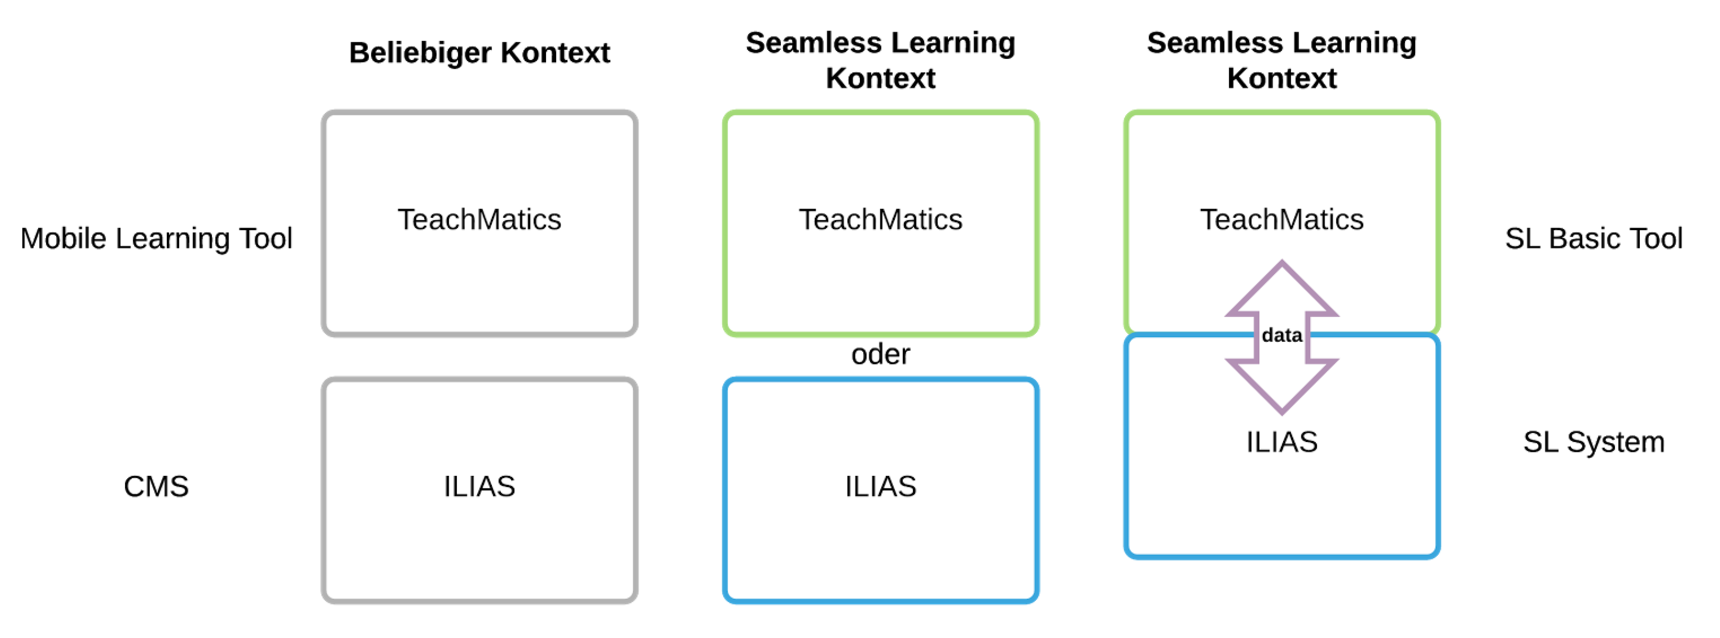 Beliebiger Kontext
Seamless Learning
Kontext
Seamless Learning
Kontext
Mobile Learning Tool
TeachMatics
TeachMatics
TeachMatics
SL Basic Tool
oder
data
CMS
ILIAS
ILIAS
ILIAS
SL System